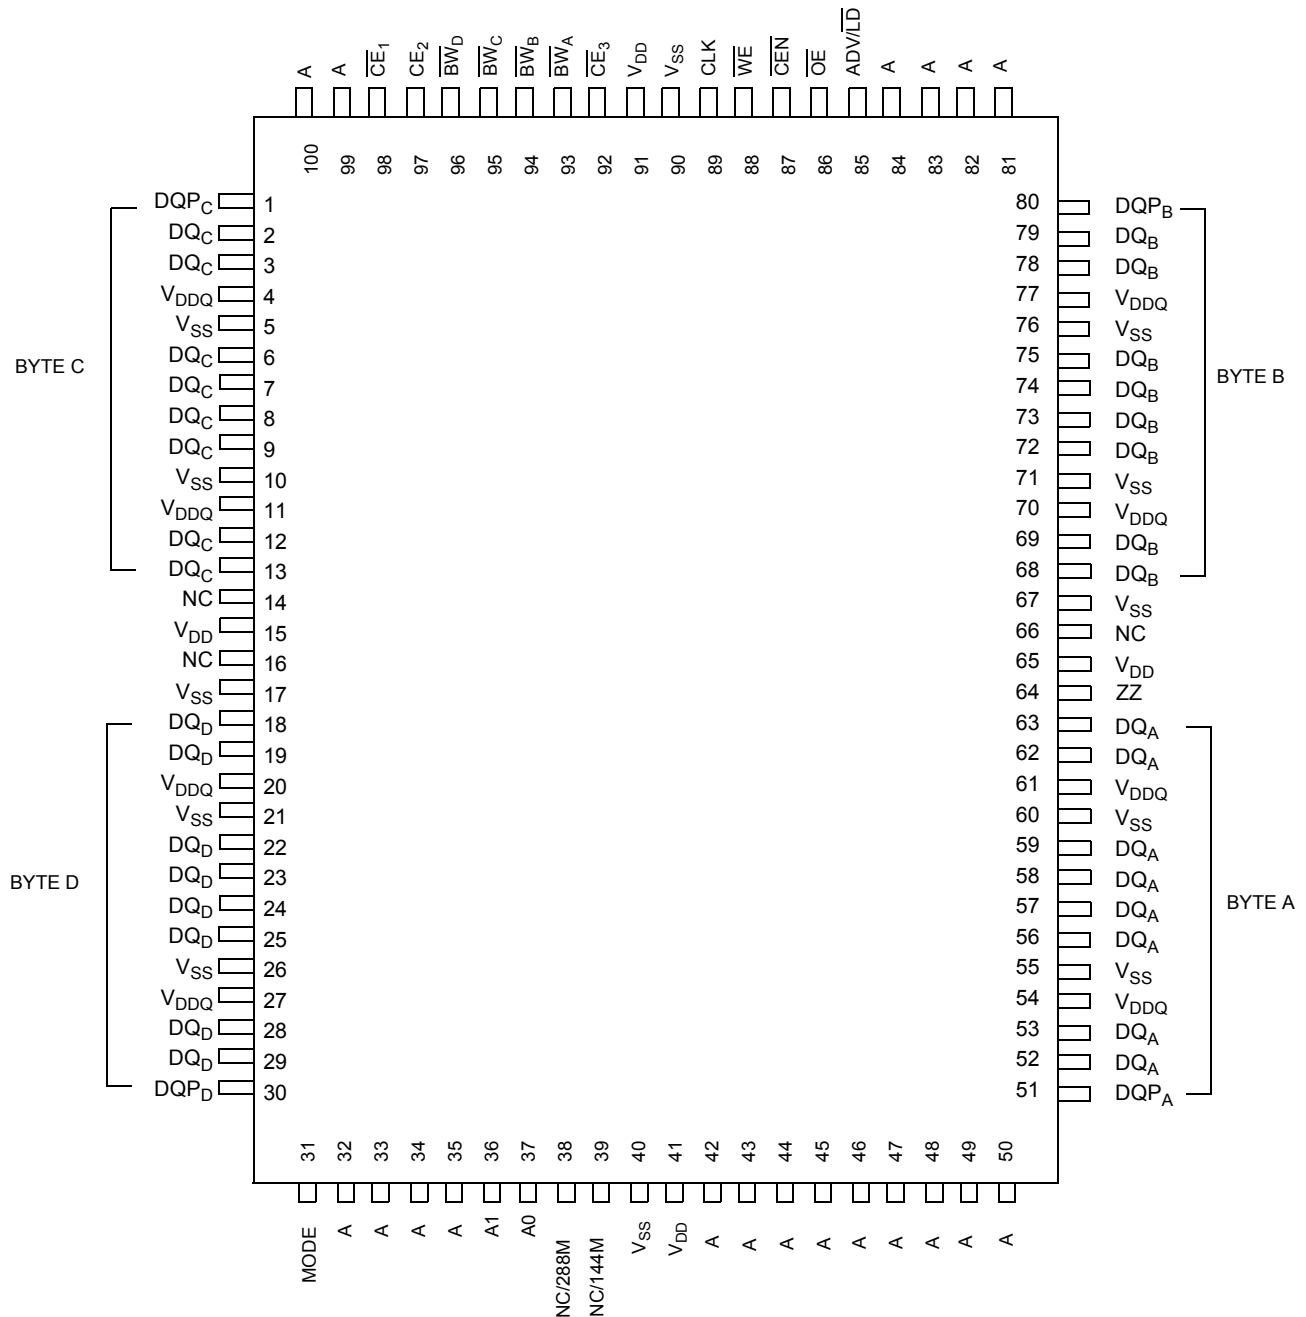 A A CE1 CE2 BWD BWC BWB BWA CE3 VDD VSS CLK WE CEN OE ADV/LD A A A A
100 99 98 97 96 95 94 93 92 91 90 89 88 87 86 85 84 83 82 81
DQPC 1 80 DQPB
DQC 2 79 DQB
DQC 3 78 DQB
VDDQ 4 77 VDDQ
VSS 5 76 VSS
DQC 6 75 DQB
BYTE C BYTE B
DQC 7 74 DQB
DQC 8 73 DQB
DQC 9 72 DQB
VSS 10 71 VSS
VDDQ 11 70 VDDQ
DQC 12 69 DQB
DQC 13 68 DQB
NC 14 67 VSS
VDD 15 66 NC
NC 16 65 VDD
VSS 17 64 ZZ
DQD 18 63 DQA
DQD 19 62 DQA
VDDQ 20 61 VDDQ
VSS 21 60 VSS
DQD 22 59 DQA
DQD 23 58 DQA
BYTE D BYTE A
DQD 24 57 DQA
DQD 25 56 DQA
VSS 26 55 VSS
VDDQ 27 54 VDDQ
DQD 28 53 DQA
DQD 29 52 DQA
DQPD 30 51 DQPA
31 32 33 34 35 36 37 38 39 40 41 42 43 44 45 46 47 48 49 50
MODE A A A A A1 A0 NC/288M NC/144M VSS VDD A A A A A A A A A